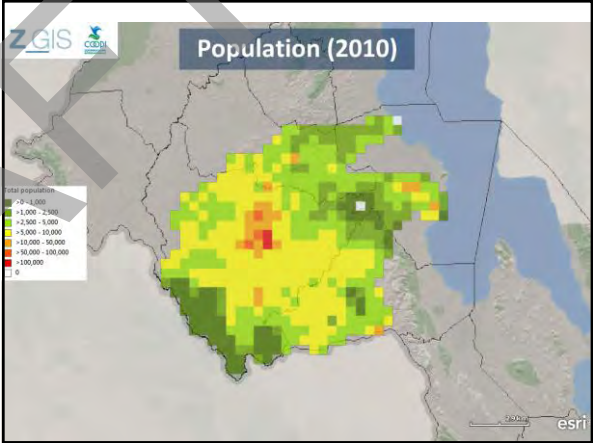 Z_GIS
Population (2010)
Total population
>0 - 1,000
>1,000 - 2,500
>2,500 - 5,000
>5,000 - 10,000
>10,000 - 50,000
>50,000 - 100,000
>100,000
0
esri